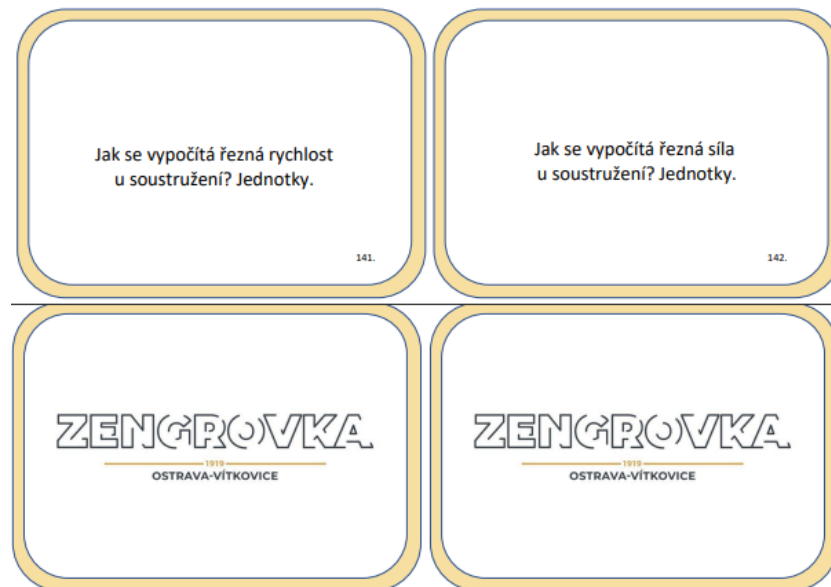 Jak se vypočítá řezná rychlost
u soustružení? Jednotky.
141.
Jak se vypočítá řezná síla
u soustružení? Jednotky.
142.
ZENGROVKA
1919
OSTRAVA-VÍTKOVICE
ZENGROVKA
1919
OSTRAVA-VÍTKOVICE